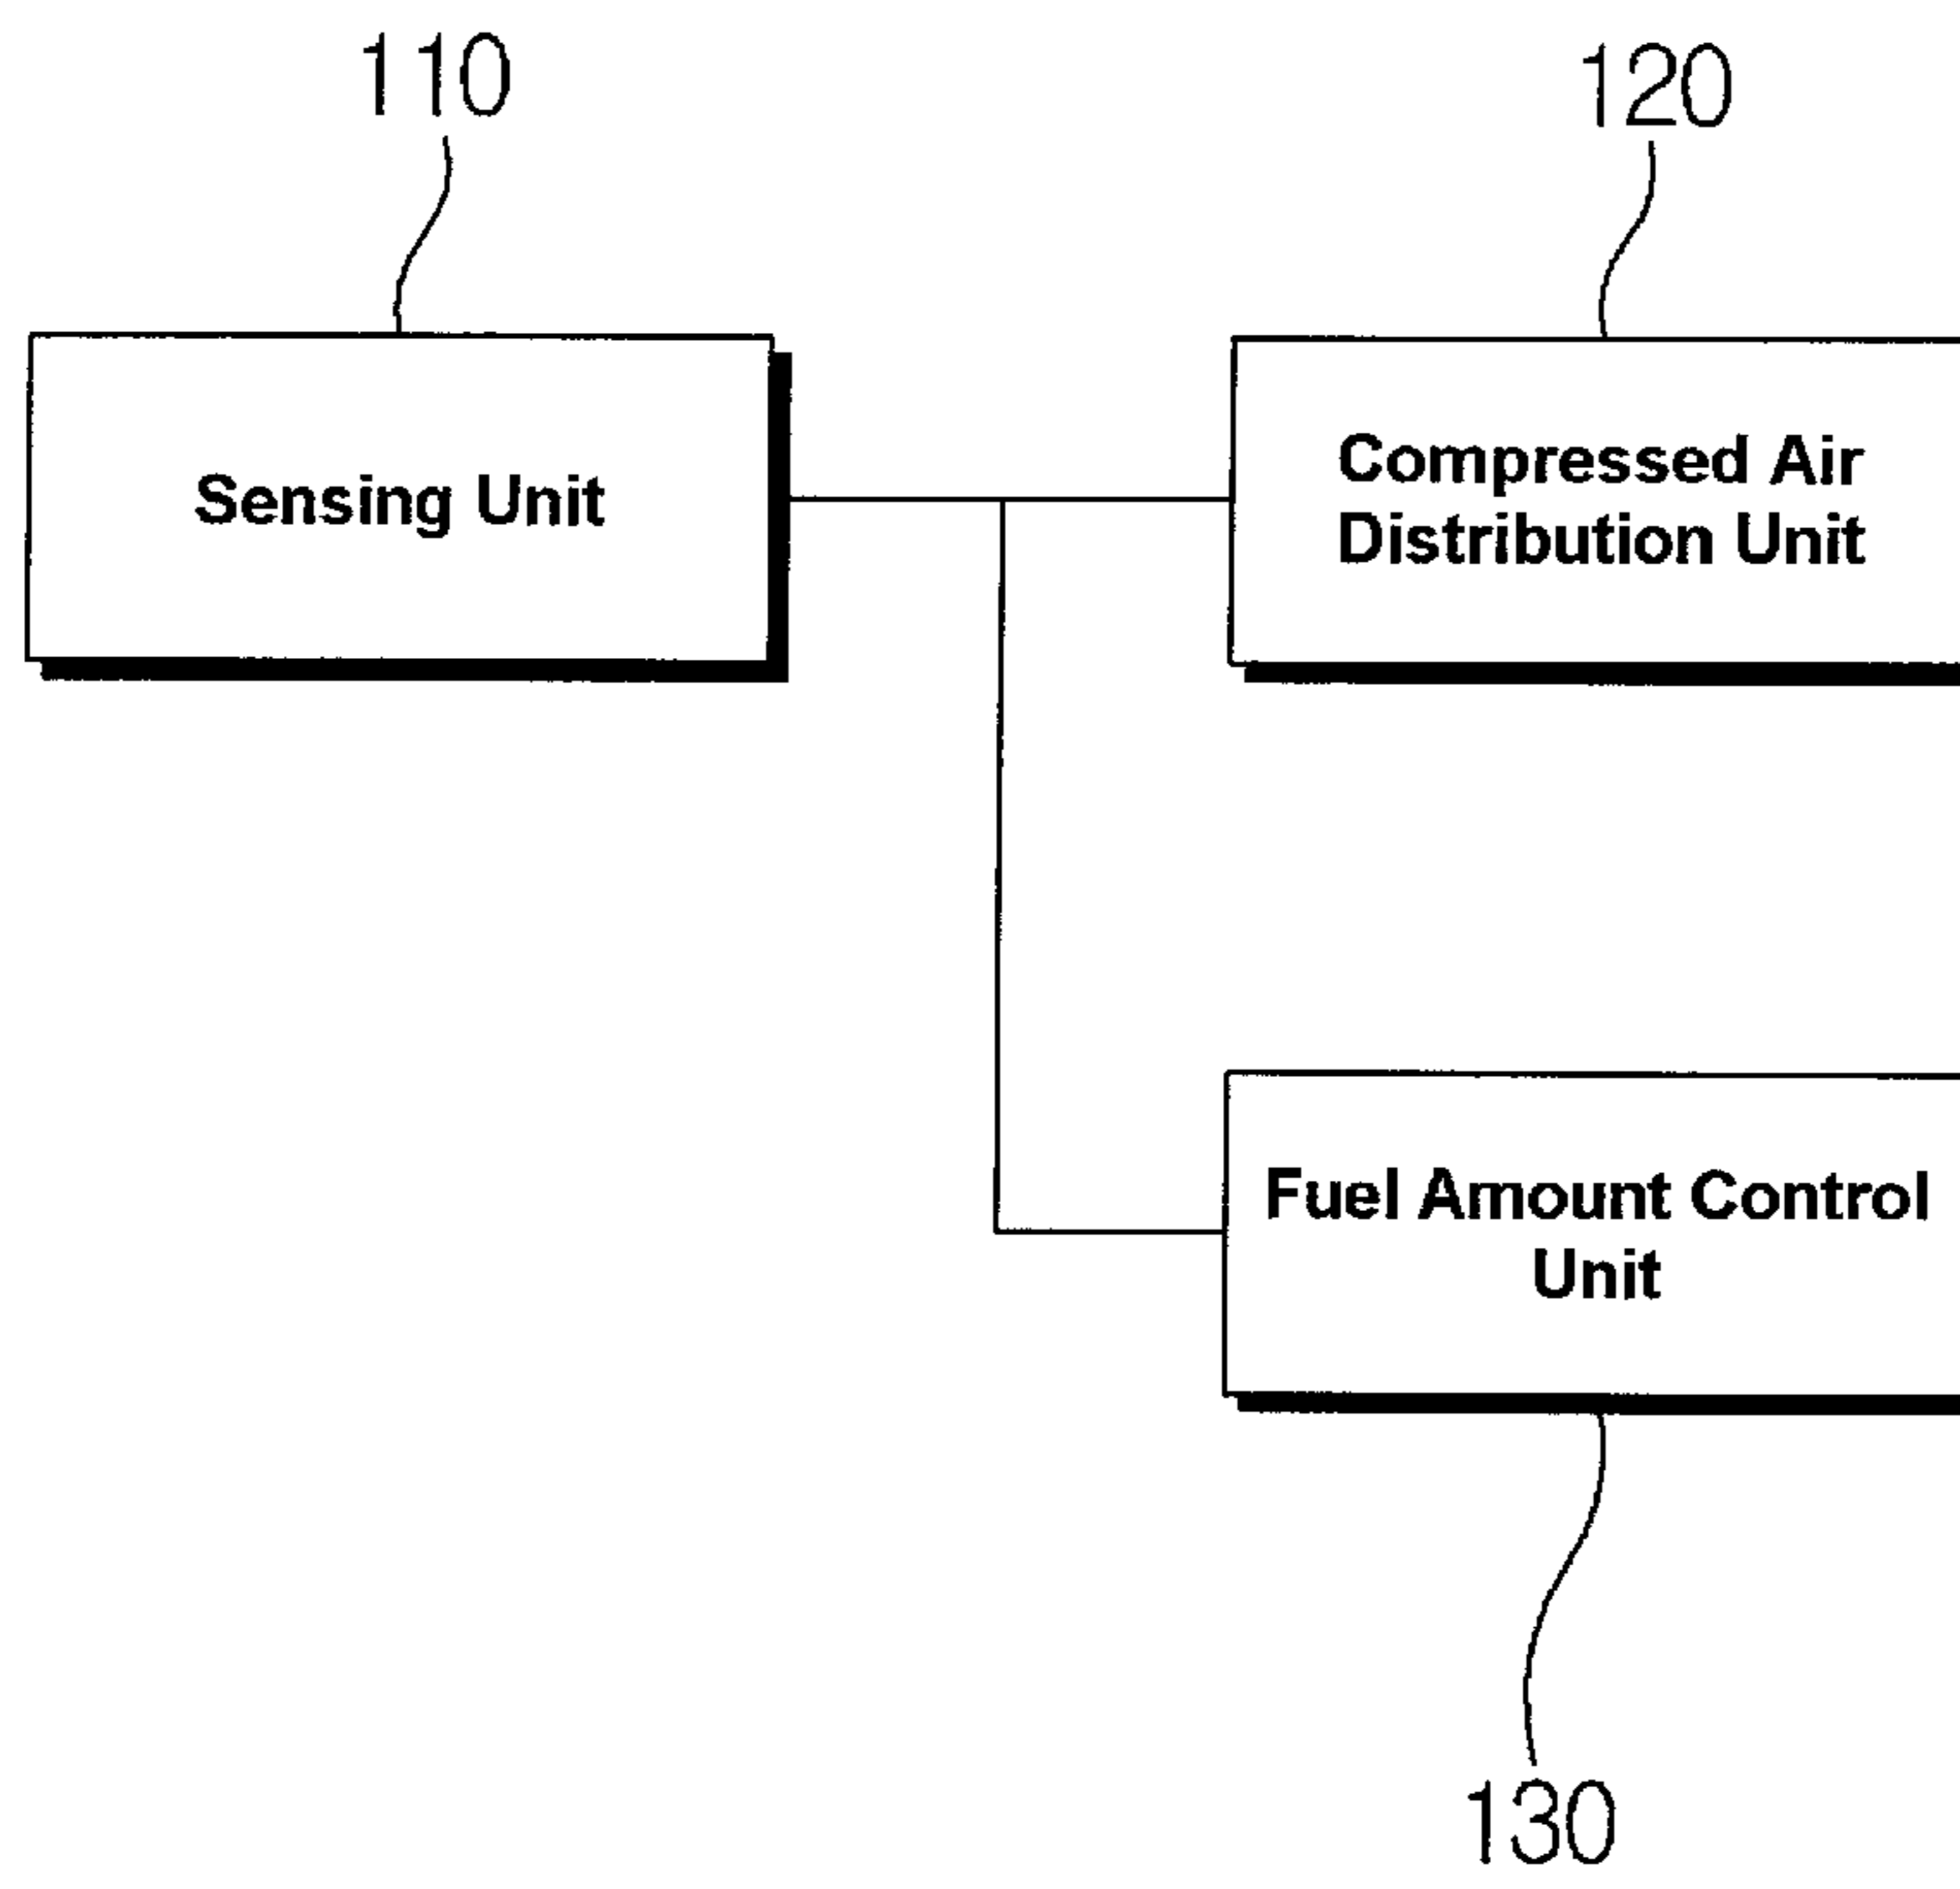 110
120
Sensing Unit
Compressed Air
Distribution Unit
Fuel Amount Control
Unit
130